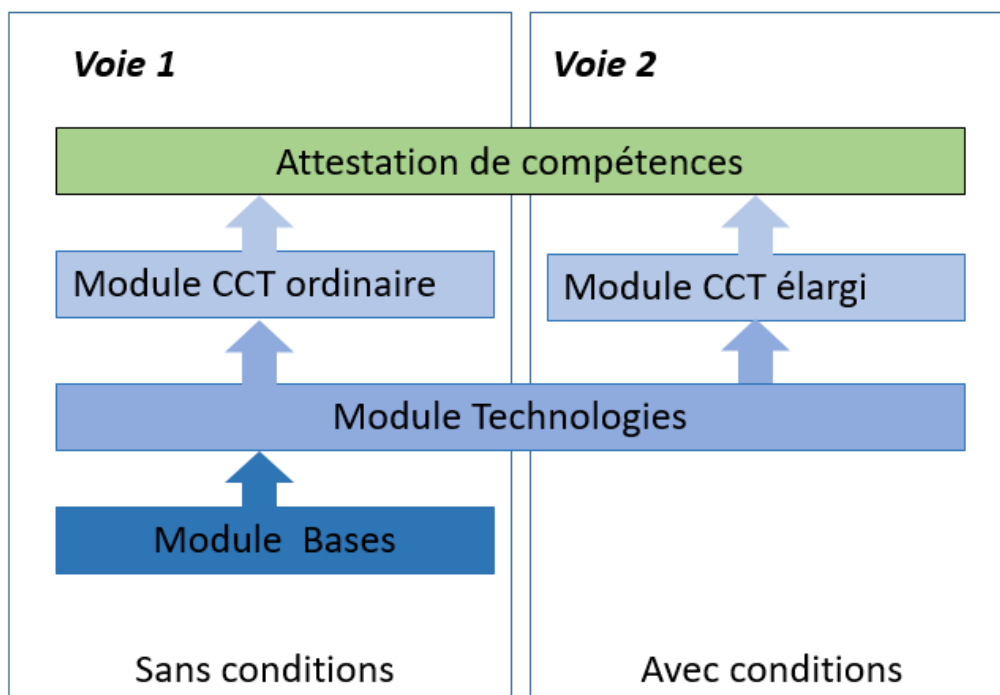 Voie 1
Voie 2
Attestation de compétences
Module CCT ordinaire
Module CCT élargi
Module Technologies
Module Bases
Sans conditions
Avec conditions